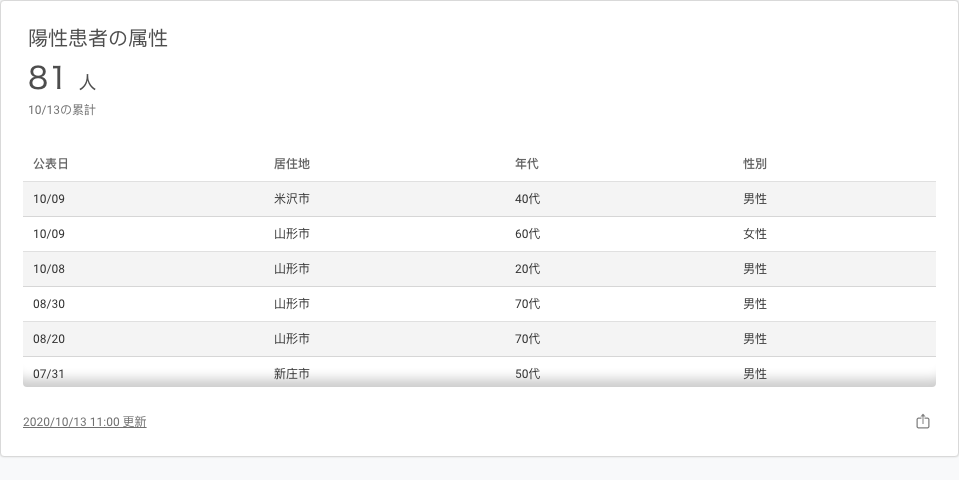 陽性患者の属性
81 人
10/13の累計
公表日 居住地 年代 性別
10/09 米沢市 40代 男性
10/09 山形市 60代 女性
10/08 山形市 20代 男性
08/30 山形市 70代 男性
08/20 山形市 70代 男性
07/31 新庄市 50代 男性
2020/10/13 11:00 更新